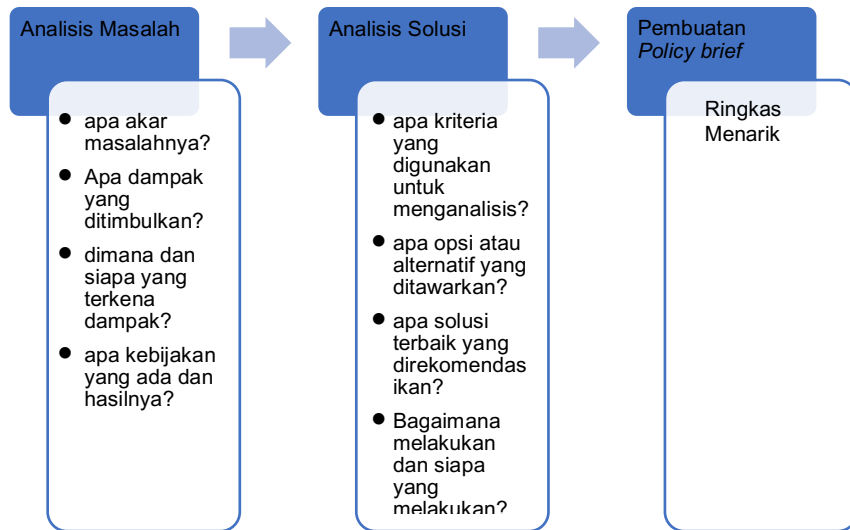 Analisis Masalah
• apa akar
masalahnya?
• Apa dampak
yang
ditimbulkan?
• dimana dan
siapa yang
terkena
dampak?
• apa kebijakan
yang ada dan
hasilnya?
Analisis Solusi
• apa kriteria
yang
digunakan
untuk
menganalisis?
• apa opsi atau
alternatif yang
ditawarkan?
• apa solusi
terbaik yang
direkomendas
ikan?
• Bagaimana
melakukan
dan siapa
yang
melakukan?
Pembuatan
Policy brief
Ringkas
Menarik